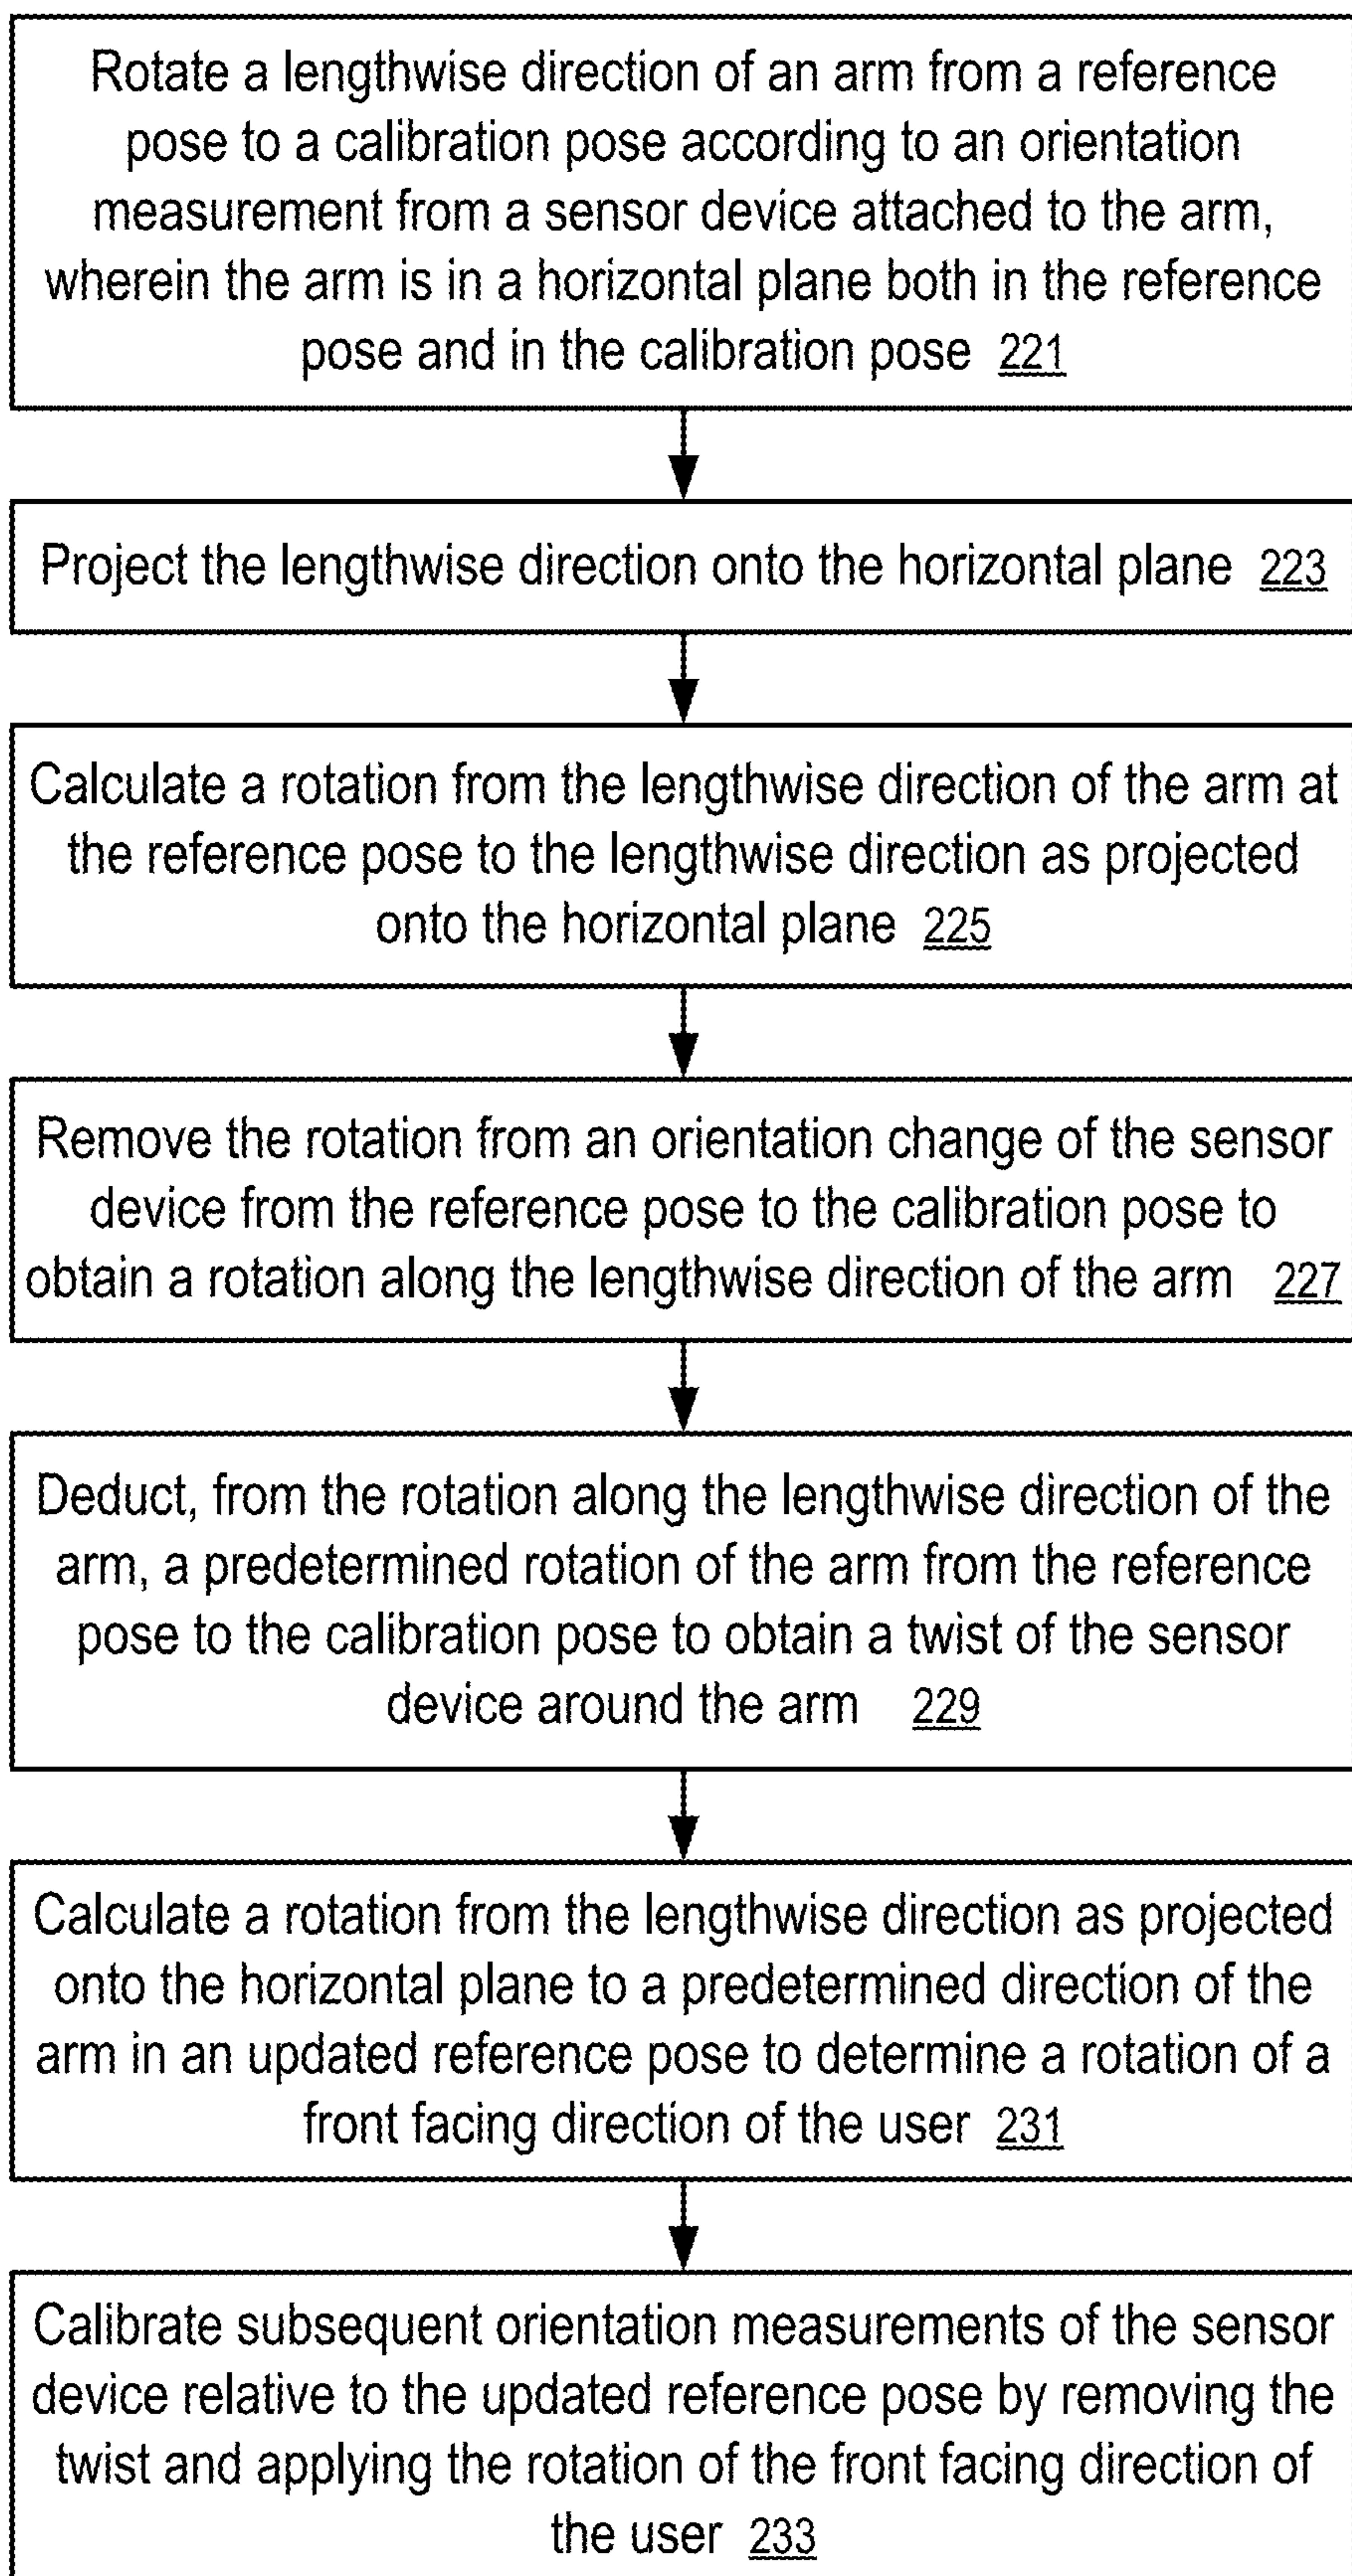 Rotate a lengthwise direction of an arm from a reference
pose to a calibration pose according to an orientation
measurement from a sensor device attached to the arm,
wherein the arm is in a horizontal plane both in the reference
pose and in the calibration pose 221
Project the lengthwise direction onto the horizontal plane 223
Calculate a rotation from the lengthwise direction of the arm at
the reference pose to the lengthwise direction as projected
onto the horizontal plane 225
Remove the rotation from an orientation change of the sensor
device from the reference pose to the calibration pose to
obtain a rotation along the lengthwise direction of the arm 227
Deduct, from the rotation along the lengthwise direction of the
arm, a predetermined rotation of the arm from the reference
pose to the calibration pose to obtain a twist of the sensor
device around the arm 229
Calculate a rotation from the lengthwise direction as projected
onto the horizontal plane to a predetermined direction of the
arm in an updated reference pose to determine a rotation of a
front facing direction of the user 231
Calibrate subsequent orientation measurements of the sensor
device relative to the updated reference pose by removing the
twist and applying the rotation of the front facing direction of
the user 233